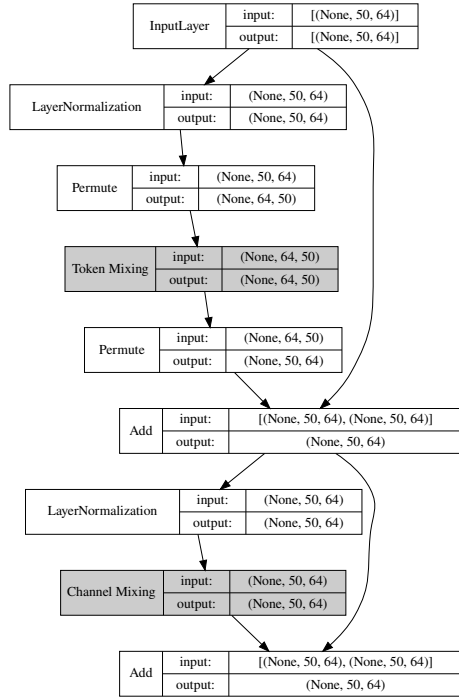 InputLayer
input: [(None, 50, 64)]
output: [(None, 50, 64)]
LayerNormalization
input: (None, 50, 64)
output: (None, 50, 64)
Permute
input: (None, 50, 64)
output: (None, 64, 50)
Token Mixing
input: (None, 64, 50)
output: (None, 64, 50)
Permute
input: (None, 64, 50)
output: (None, 50, 64)
Add
input: [(None, 50, 64), (None, 50, 64)]
output: (None, 50, 64)
LayerNormalization
input: (None, 50, 64)
output: (None, 50, 64)
Channel Mixing
input: (None, 50, 64)
output: (None, 50, 64)
Add
input: [(None, 50, 64), (None, 50, 64)]
output: (None, 50, 64)